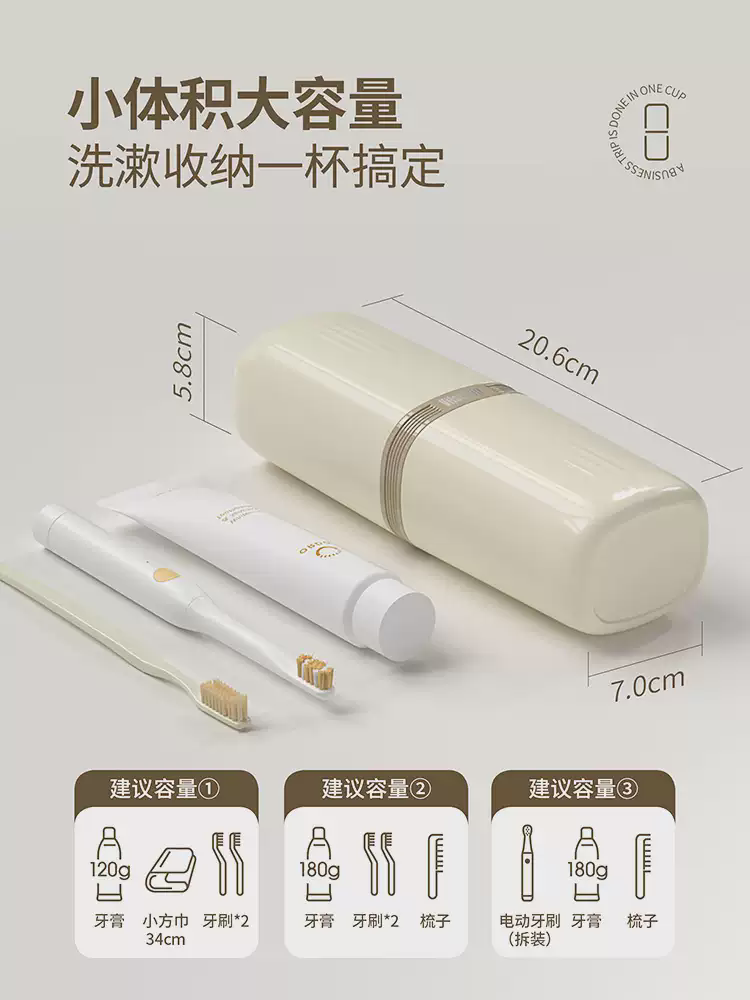 小体积大容量
洗漱收纳一杯搞定
A BUSINESS TRIP IS DONE IN ONE CUP
5.8cm
20.6cm
7.0cm
建议容量①
120g
牙膏
小方巾
34cm
牙刷*2
建议容量②
180g
牙膏
牙刷*2
梳子
建议容量③
电动牙刷
（拆装）
180g
牙膏
梳子